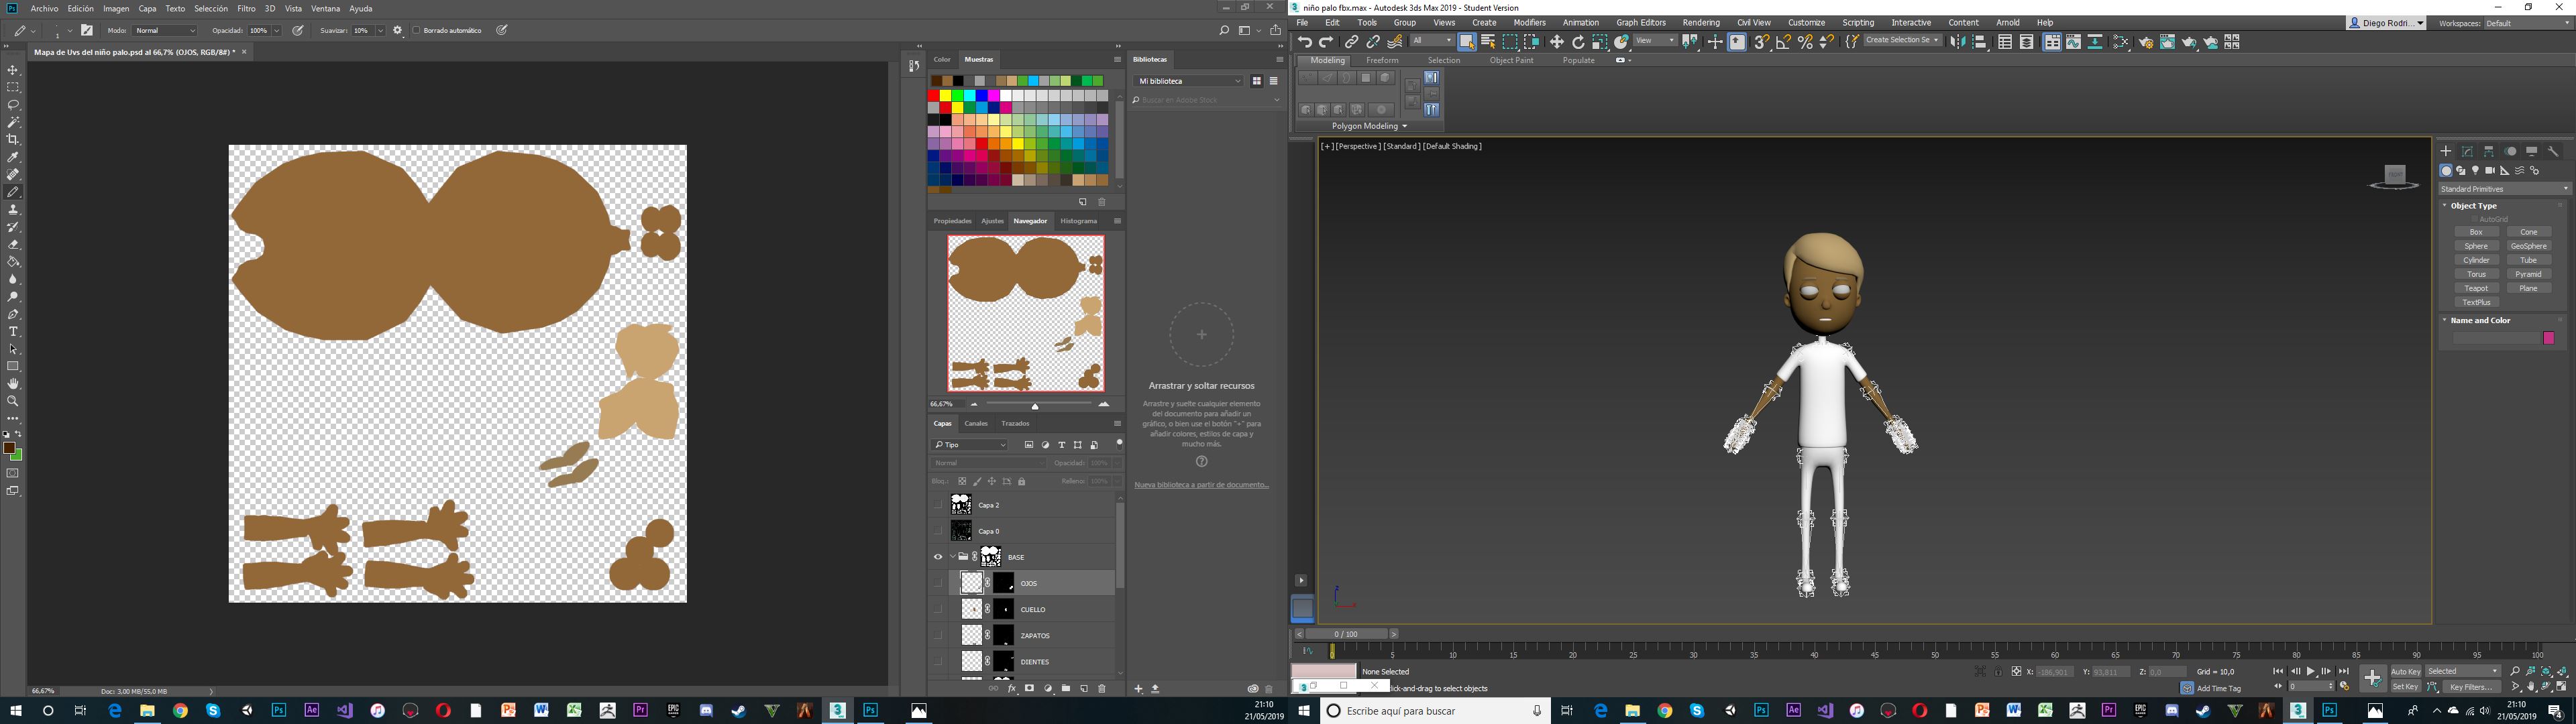 Archivo Edición Imagen Capa Texto Selección Filtro 3D Vista Ventana Ayuda
1 Modo: Normal Opacidad: 100% Suavizar: 10% Borrado automático
Mapa de Uvs del niño palo.psd al 66,7% (OJOS, RGB/8#) * ×
66,67% Doc: 3,00 MB/55,0 MB
Color Muestras
Propiedades Ajustes Navegador Histograma
66,67%
Capas Canales Trazados
Tipo
Normal Opacidad: 100%
Bloq.: Relleno: 100%
Capa 2
Capa 0
BASE
OJOS
CUELLO
ZAPATOS
DIENTES
Bibliotecas
Mi biblioteca
Buscar en Adobe Stock
Arrastrar y soltar recursos
Arrastre y suelte cualquier elemento
del documento para añadir un
gráfico, o bien use el botón "+" para
añadir colores, estilos de capa y
mucho más.
Nueva biblioteca a partir de documento...
21:10
21/05/2019
niño palo fbx.max - Autodesk 3ds Max 2019 - Student Version
File Edit Tools Group Views Create Modifiers Animation Graph Editors Rendering Civil View Customize Scripting Interactive Content Arnold Help
Diego Rodri... Workspaces: Default
All View Create Selection Se
Modeling Freeform Selection Object Paint Populate
Polygon Modeling
[+] [Perspective] [Standard] [Default Shading]
FRONT
Standard Primitives
Object Type
AutoGrid
Box Cone
Sphere GeoSphere
Cylinder Tube
Torus Pyramid
Teapot Plane
TextPlus
Name and Color
0 / 100
0 5 10 15 20 25 30 35 40 45 50 55 60 65 70 75 80 85 90 95 100
None Selected X: -186,901 Y: 93,811 Z: 0,0 Grid = 10,0 Auto Key Selected
ick-and-drag to select objects Add Time Tag 0 Set Key Key Filters...
Escribe aquí para buscar
21:10
21/05/2019